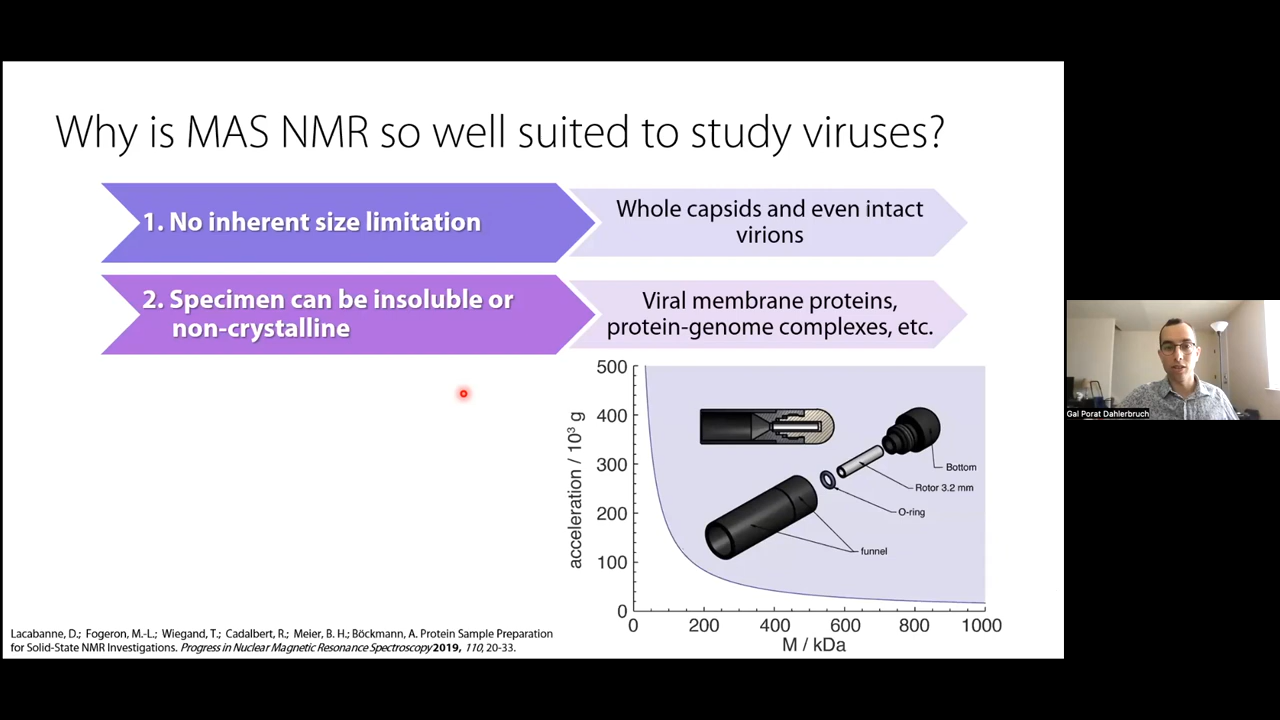 Why is MAS NMR so well suited to study viruses?
1. No inherent size limitation
Whole capsids and even intact
virions
2. Specimen can be insoluble or
non-crystalline
Viral membrane proteins,
protein-genome complexes, etc.
500
400
300
200
100
0
acceleration / 10³ g
Bottom
Rotor 3.2 mm
O-ring
funnel
0 200 400 600 800 1000
M / kDa
Lacabanne, D.; Fogeron, M.-L.; Wiegand, T.; Cadalbert, R.; Meier, B. H.; Böckmann, A. Protein Sample Preparation
for Solid-State NMR Investigations. Progress in Nuclear Magnetic Resonance Spectroscopy 2019, 110, 20-33.
Gal Porat Dahlerbruch